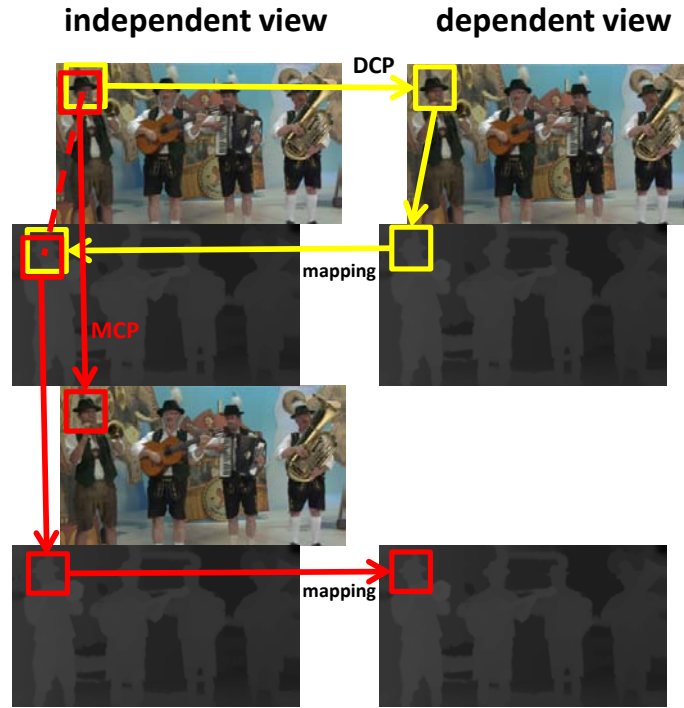 independent view
dependent view
DCP
mapping
MCP
mapping